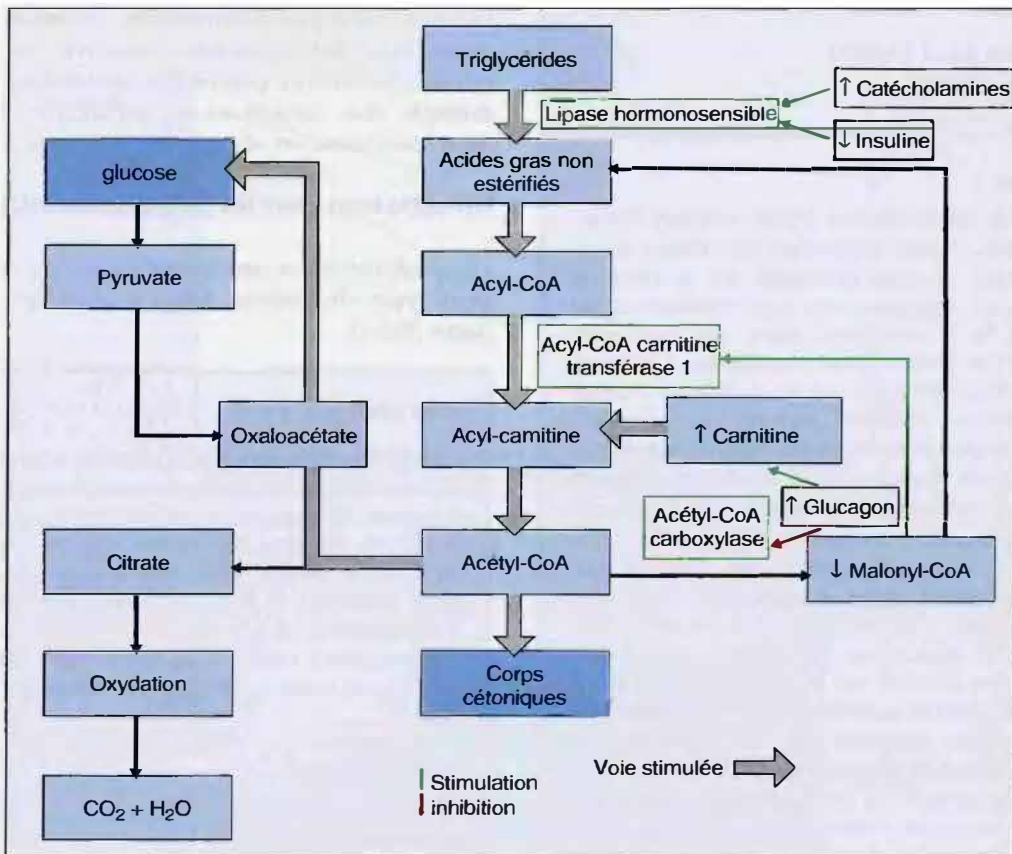 Triglycérides
↑ Catécholamines
Lipase hormonosensible
↓ Insuline
glucose
Acides gras non
estérifiés
Pyruvate
Acyl-CoA
Acyl-CoA carnitine
transférase 1
Oxaloacétate
Acyl-carnitine
↑ Carnitine
Acétyl-CoA
carboxylase
↑ Glucagon
Citrate
Acétyl-CoA
↓ Malonyl-CoA
Oxydation
Corps
cétoniques
Stimulation
inhibition
Voie stimulée
CO₂ + H₂O